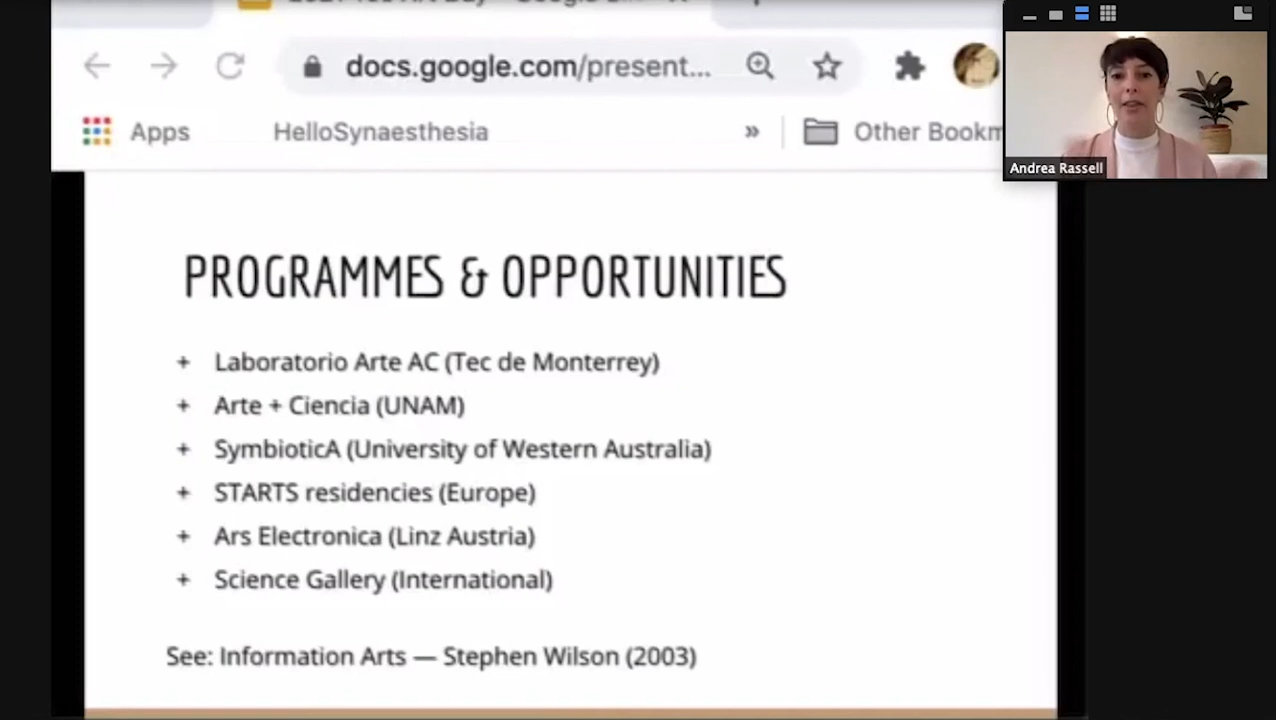 docs.google.com/present...
Apps
HelloSynaesthesia
»
Other Bookm
Andrea Rassell
PROGRAMMES & OPPORTUNITIES
+ Laboratorio Arte AC (Tec de Monterrey)
+ Arte + Ciencia (UNAM)
+ SymbioticA (University of Western Australia)
+ STARTS residencies (Europe)
+ Ars Electronica (Linz Austria)
+ Science Gallery (International)
See: Information Arts — Stephen Wilson (2003)